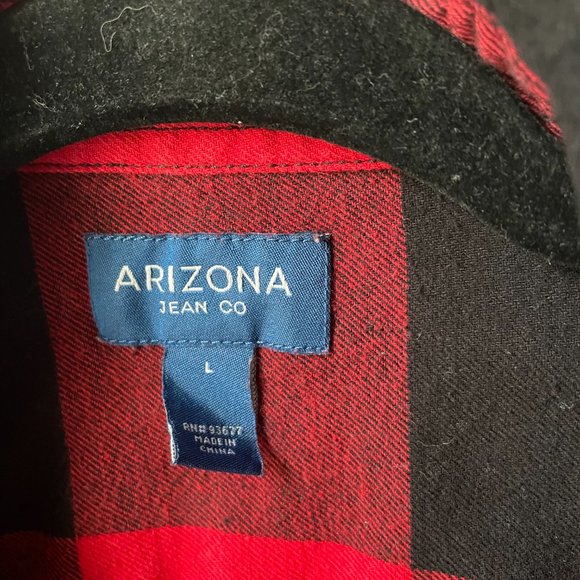 ARIZONA
JEAN CO
L
RN# 93677
MADE IN
CHINA